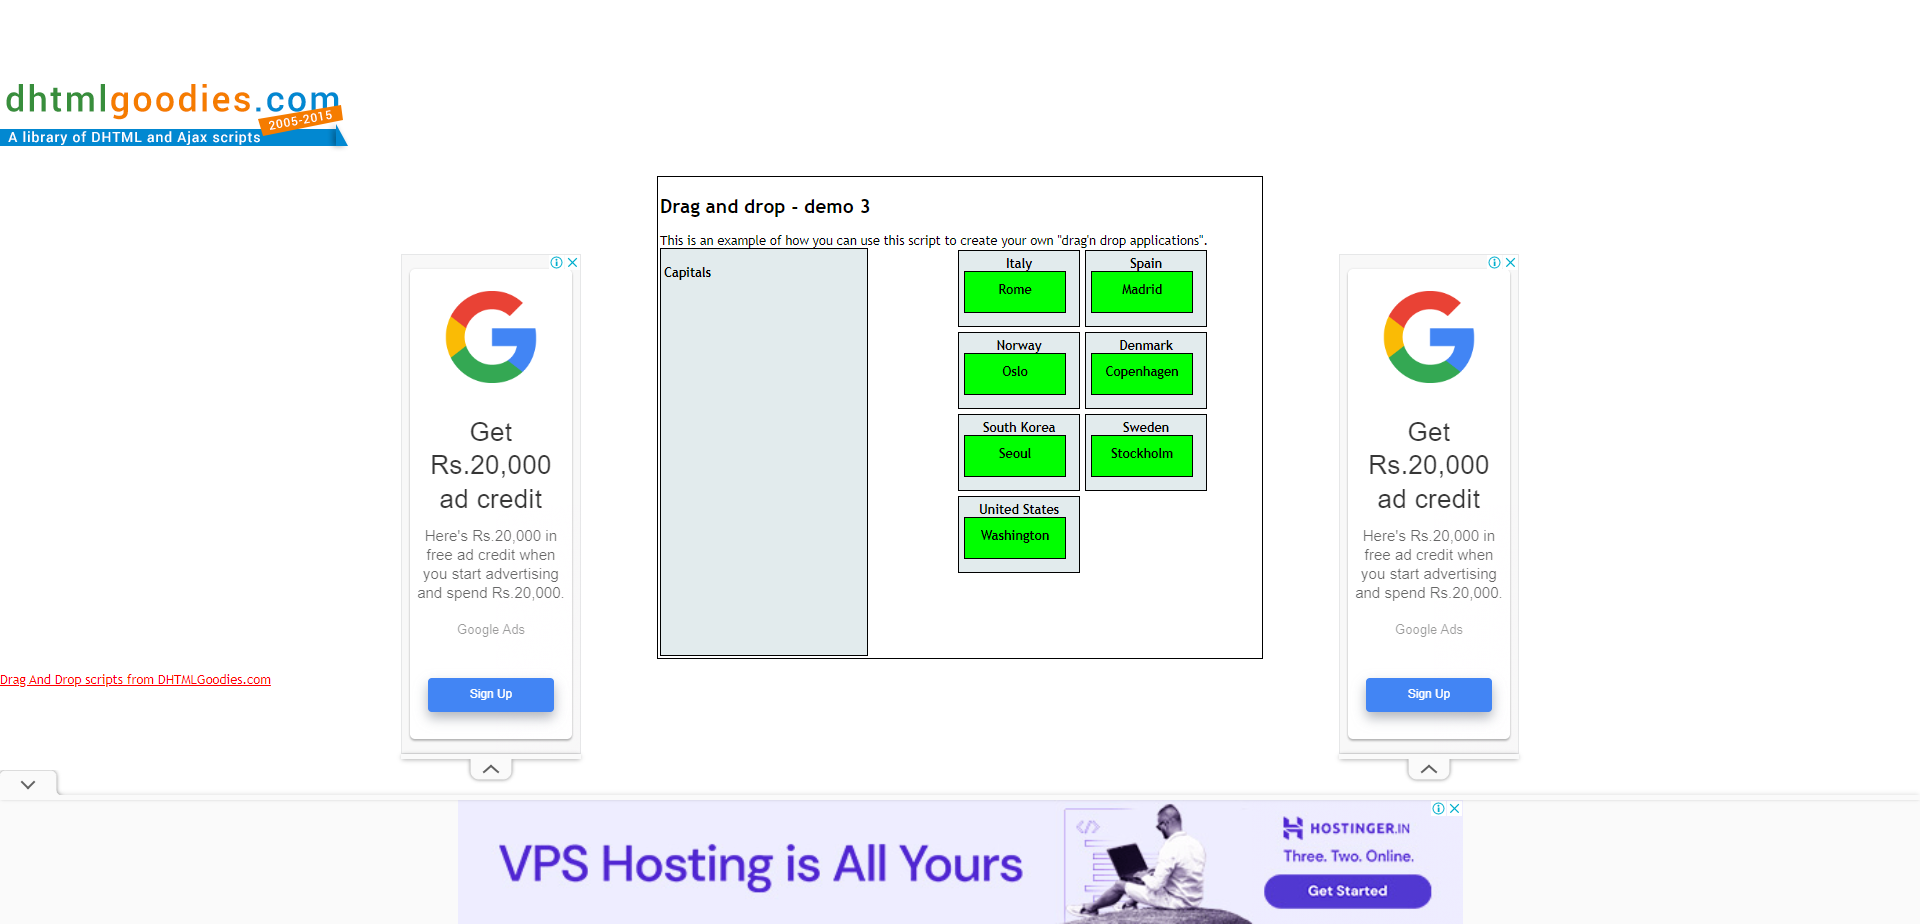 dhtmlgoodies.com
2005-2015
A library of DHTML and Ajax scripts
Drag and drop - demo 3
This is an example of how you can use this script to create your own "drag'n drop applications".
Capitals
Italy
Rome
Spain
Madrid
Norway
Oslo
Denmark
Copenhagen
South Korea
Seoul
Sweden
Stockholm
United States
Washington
Get
Rs.20,000
ad credit
Here's Rs.20,000 in
free ad credit when
you start advertising
and spend Rs.20,000.
Google Ads
Sign Up
Get
Rs.20,000
ad credit
Here's Rs.20,000 in
free ad credit when
you start advertising
and spend Rs.20,000.
Google Ads
Sign Up
Drag And Drop scripts from DHTMLGoodies.com
VPS Hosting is All Yours
</>
HOSTINGER.IN
Three. Two. Online.
Get Started